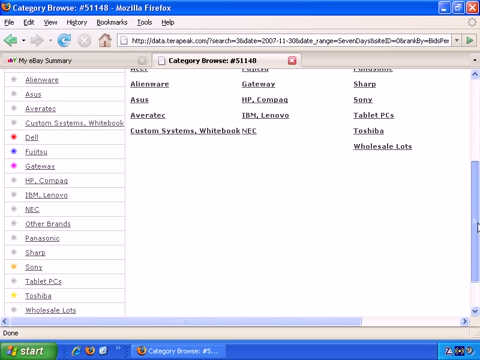 Category Browse: #51148 - Mozilla Firefox
File Edit View History Bookmarks Tools Help
http://data.terapeak.com/?search=3&date=2007-11-30&date_range=SevenDays&siteID=0&rankBy=BidsPe
My eBay Summary
Category Browse: #51148
Acer Fujitsu Panasonic
Alienware Alienware Gateway Sharp
Asus Asus HP, Compaq Sony
Averatec Averatec IBM, Lenovo Tablet PCs
Custom Systems, Whitebook Custom Systems, Whitebook NEC Toshiba
Dell Wholesale Lots
Fujitsu
Gateway
HP, Compaq
IBM, Lenovo
NEC
Other Brands
Panasonic
Sharp
Sony
Tablet PCs
Toshiba
Wholesale Lots
Done
start Category Browse: #5...